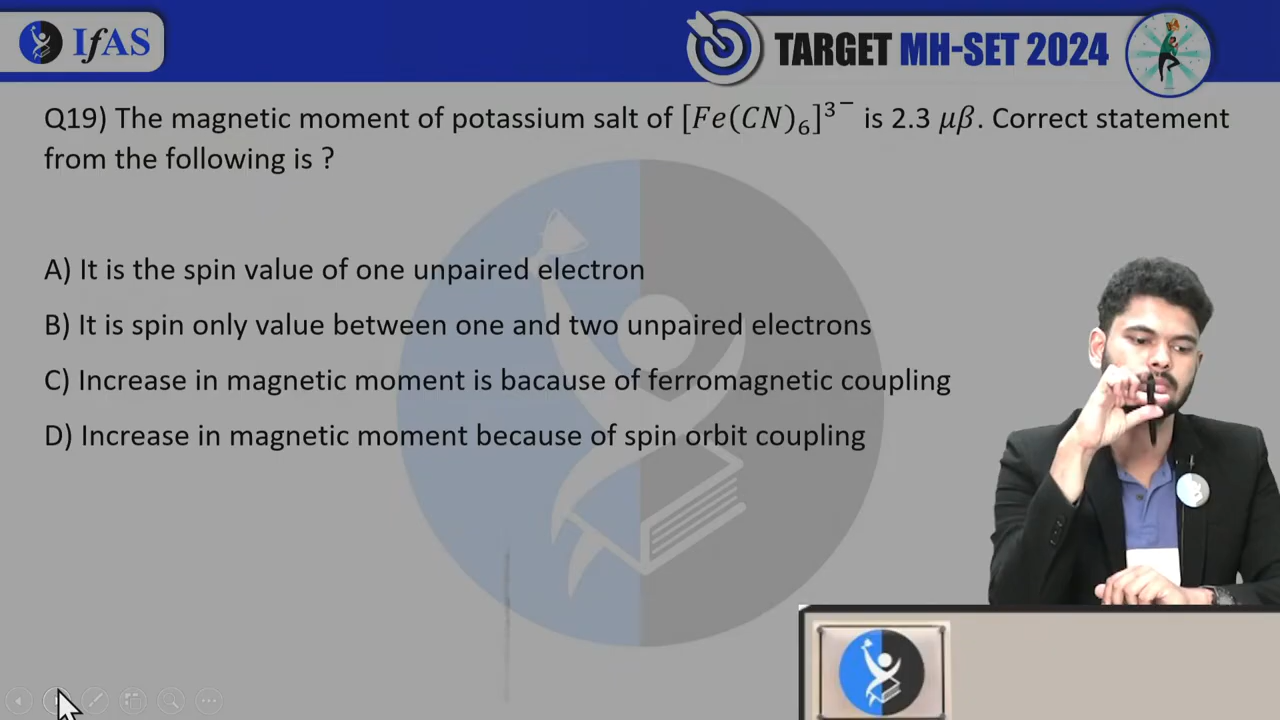 IfAS
TARGET MH-SET 2024
Q19) The magnetic moment of potassium salt of $[Fe(CN)_6]^{3-}$ is 2.3 $\mu\beta$. Correct statement
from the following is ?
A) It is the spin value of one unpaired electron
B) It is spin only value between one and two unpaired electrons
C) Increase in magnetic moment is bacause of ferromagnetic coupling
D) Increase in magnetic moment because of spin orbit coupling